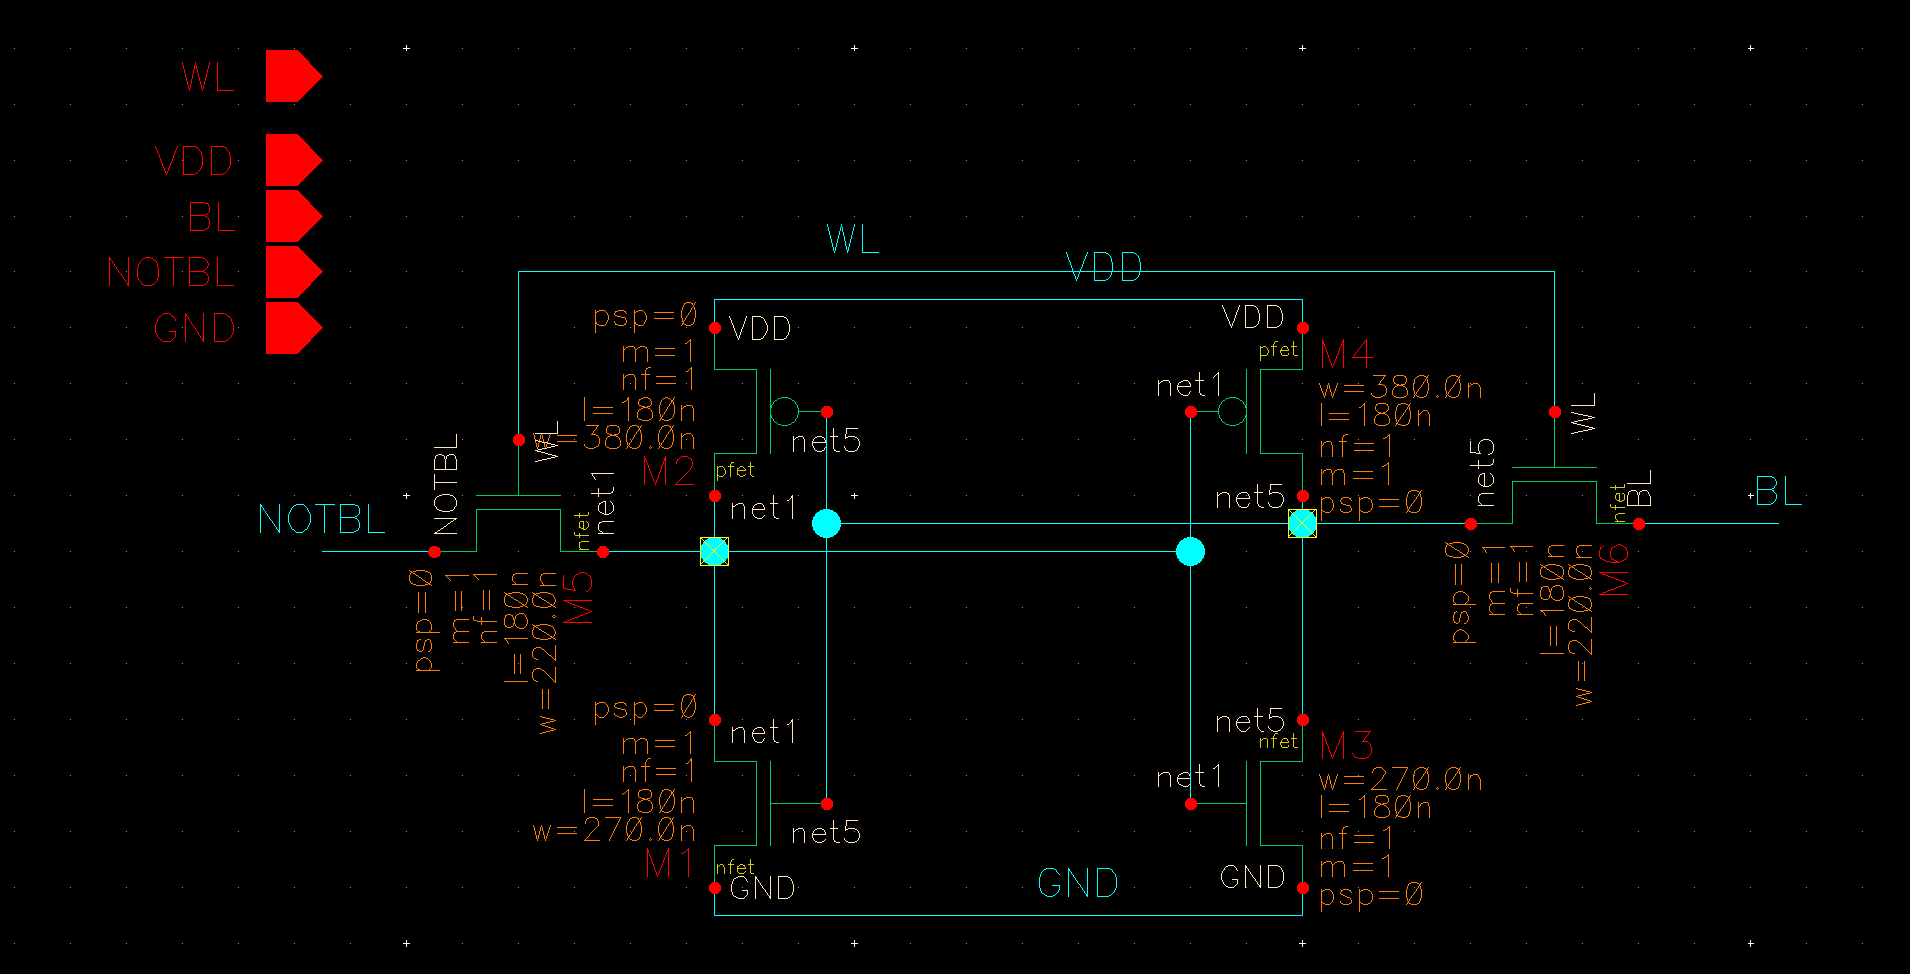 WL
VDD
BL
NOTBL
GND
WL
VDD
psp=0
VDD
m=1
nf=1
l=180n
w=380.0n
M2
pfet
net1
net5
VDD
pfet
M4
net1
w=380.0n
l=180n
nf=1
m=1
psp=0
net5
NOTBL
NOTBL
WL
net1
nfet
psp=0
m=1
nf=1
l=180n
w=220.0n
M5
net5
WL
BL
nfet
BL
psp=0
m=1
nf=1
l=180n
w=220.0n
M6
psp=0
net1
m=1
nf=1
l=180n
w=270.0n
net5
M1
nfet
GND
net5
nfet
M3
net1
w=270.0n
l=180n
nf=1
m=1
psp=0
GND
GND